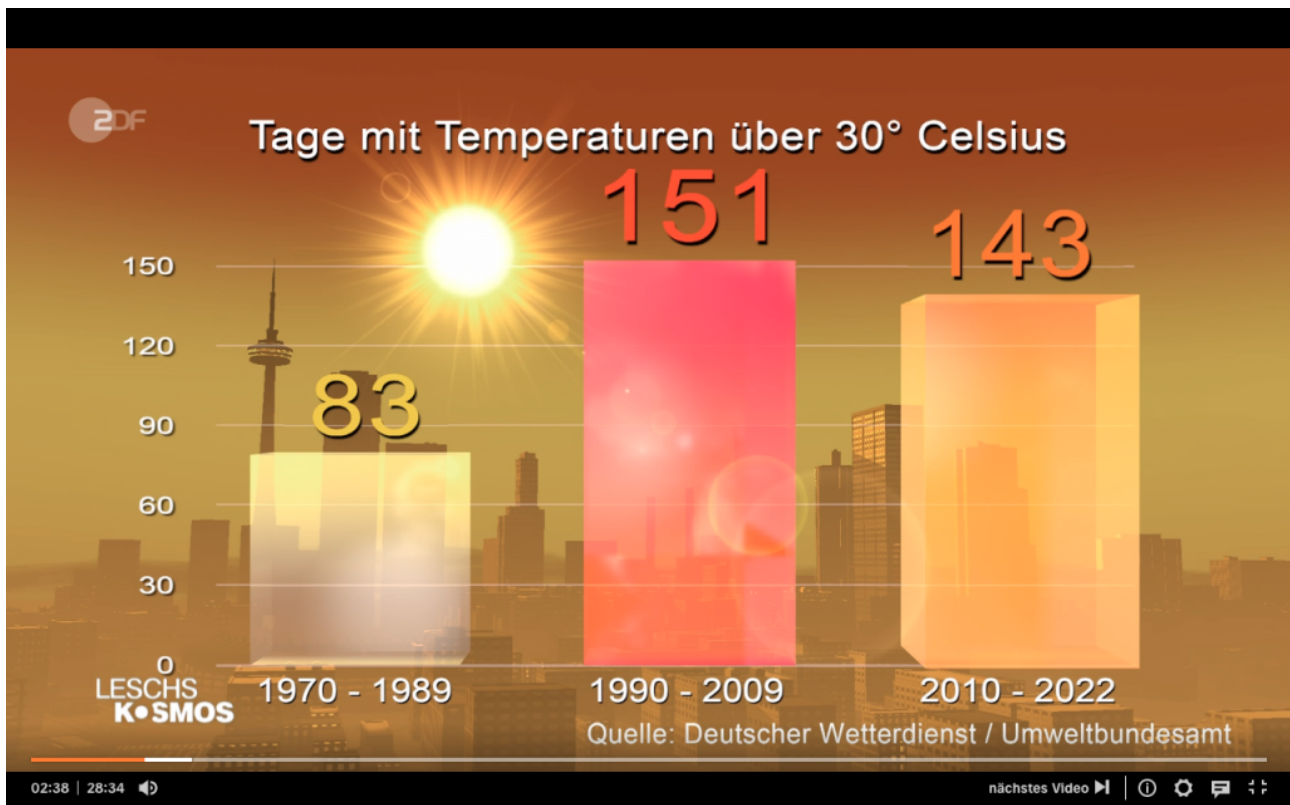 2DF
Tage mit Temperaturen über 30° Celsius
151
143
83
150
120
90
60
30
0
1970 - 1989
1990 - 2009
2010 - 2022
LESCHS
KOSMOS
Quelle: Deutscher Wetterdienst / Umweltbundesamt
02:38 | 28:34
nächstes Video